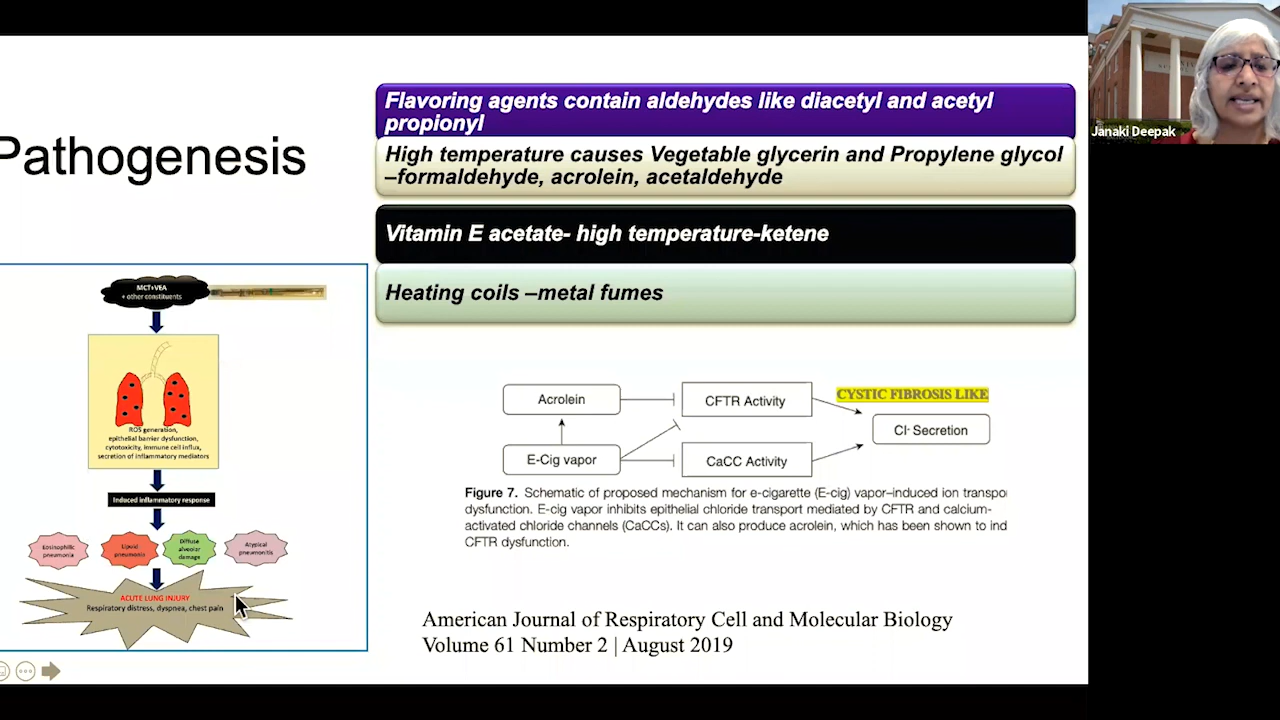 Janaki Deepak
Pathogenesis
Flavoring agents contain aldehydes like diacetyl and acetyl
propionyl
High temperature causes Vegetable glycerin and Propylene glycol
–formaldehyde, acrolein, acetaldehyde
Vitamin E acetate- high temperature-ketene
Heating coils –metal fumes
MCT+VEA
+ other constituents
ROS generation,
epithelial barrier dysfunction,
cytotoxicity, immune cell influx,
secretion of inflammatory mediators
Induced inflammatory response
Eosinophilic
pneumonia
Lipoid
pneumonia
Diffuse
alveolar
damage
Atypical
pneumonitis
ACUTE LUNG INJURY
Respiratory distress, dyspnea, chest pain
Acrolein
CFTR Activity
CYSTIC FIBROSIS LIKE
Cl- Secretion
E-Cig vapor
CaCC Activity
Figure 7. Schematic of proposed mechanism for e-cigarette (E-cig) vapor–induced ion transpo
dysfunction. E-cig vapor inhibits epithelial chloride transport mediated by CFTR and calcium-
activated chloride channels (CaCCs). It can also produce acrolein, which has been shown to ind
CFTR dysfunction.
American Journal of Respiratory Cell and Molecular Biology
Volume 61 Number 2 | August 2019